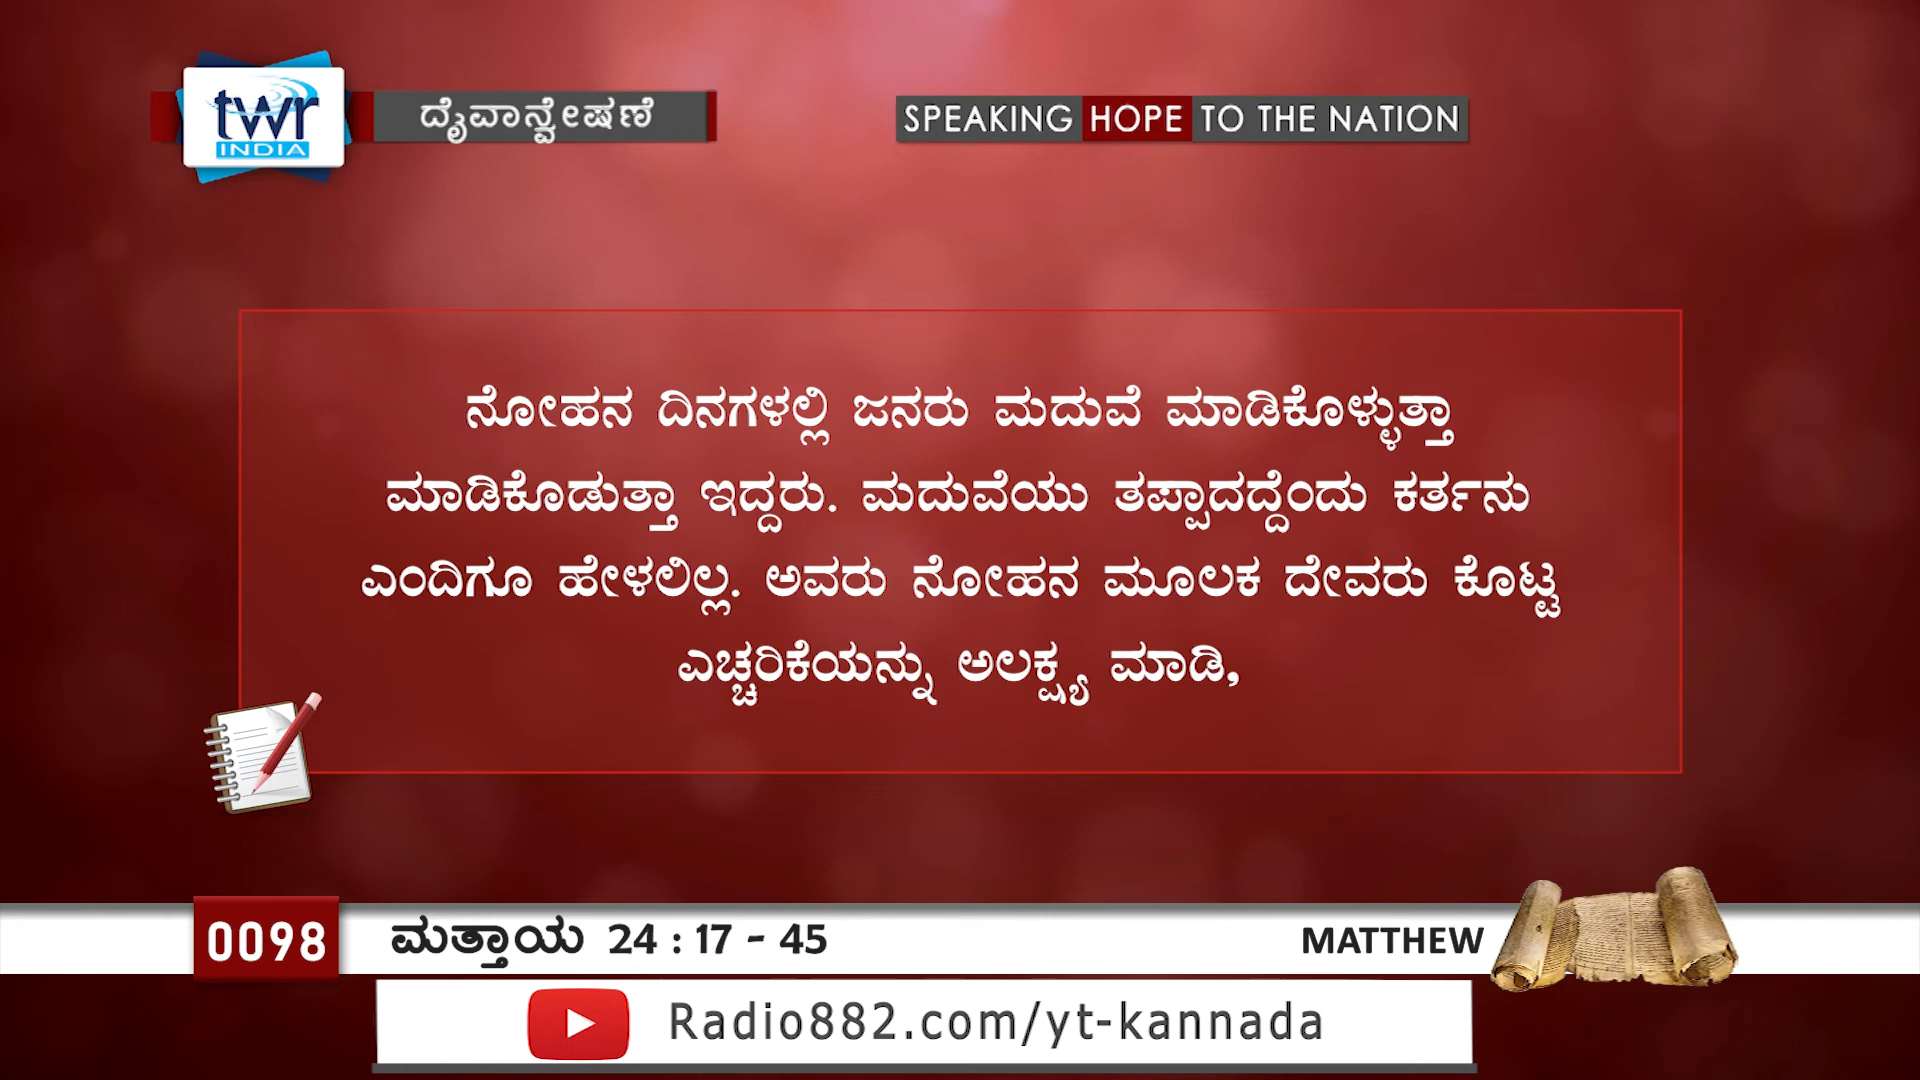 twr
INDIA
ದೈವಾನ್ವೇಷಣೆ
SPEAKING HOPE TO THE NATION
ನೋಹನ ದಿನಗಳಲ್ಲಿ ಜನರು ಮದುವೆ ಮಾಡಿಕೊಳ್ಳುತ್ತಾ
ಮಾಡಿಕೊಡುತ್ತಾ ಇದ್ದರು. ಮದುವೆಯು ತಪ್ಪಾದದ್ದೆಂದು ಕರ್ತನು
ಎಂದಿಗೂ ಹೇಳಲಿಲ್ಲ. ಅವರು ನೋಹನ ಮೂಲಕ ದೇವರು ಕೊಟ್ಟ
ಎಚ್ಚರಿಕೆಯನ್ನು ಅಲಕ್ಷ್ಯ ಮಾಡಿ,
0098 ಮತ್ತಾಯ 24 : 17 - 45 MATTHEW
Radio882.com/yt-kannada